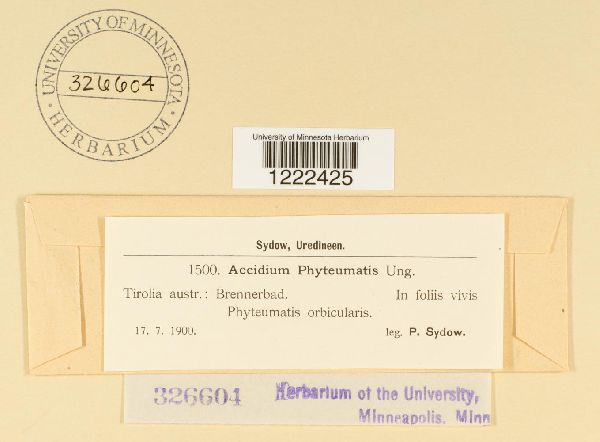 UNIVERSITY OF MINNESOTA
326604
HERBARIUM
University of Minnesota Herbarium
1222425
Sydow, Uredineen.
1500. Accidium Phyteumatis Ung.
Tirolia austr.: Brennerbad. In foliis vivis
Phyteumatis orbicularis.
17. 7. 1900. leg. P. Sydow.
326604 Herbarium of the University,
Minneapolis, Minn